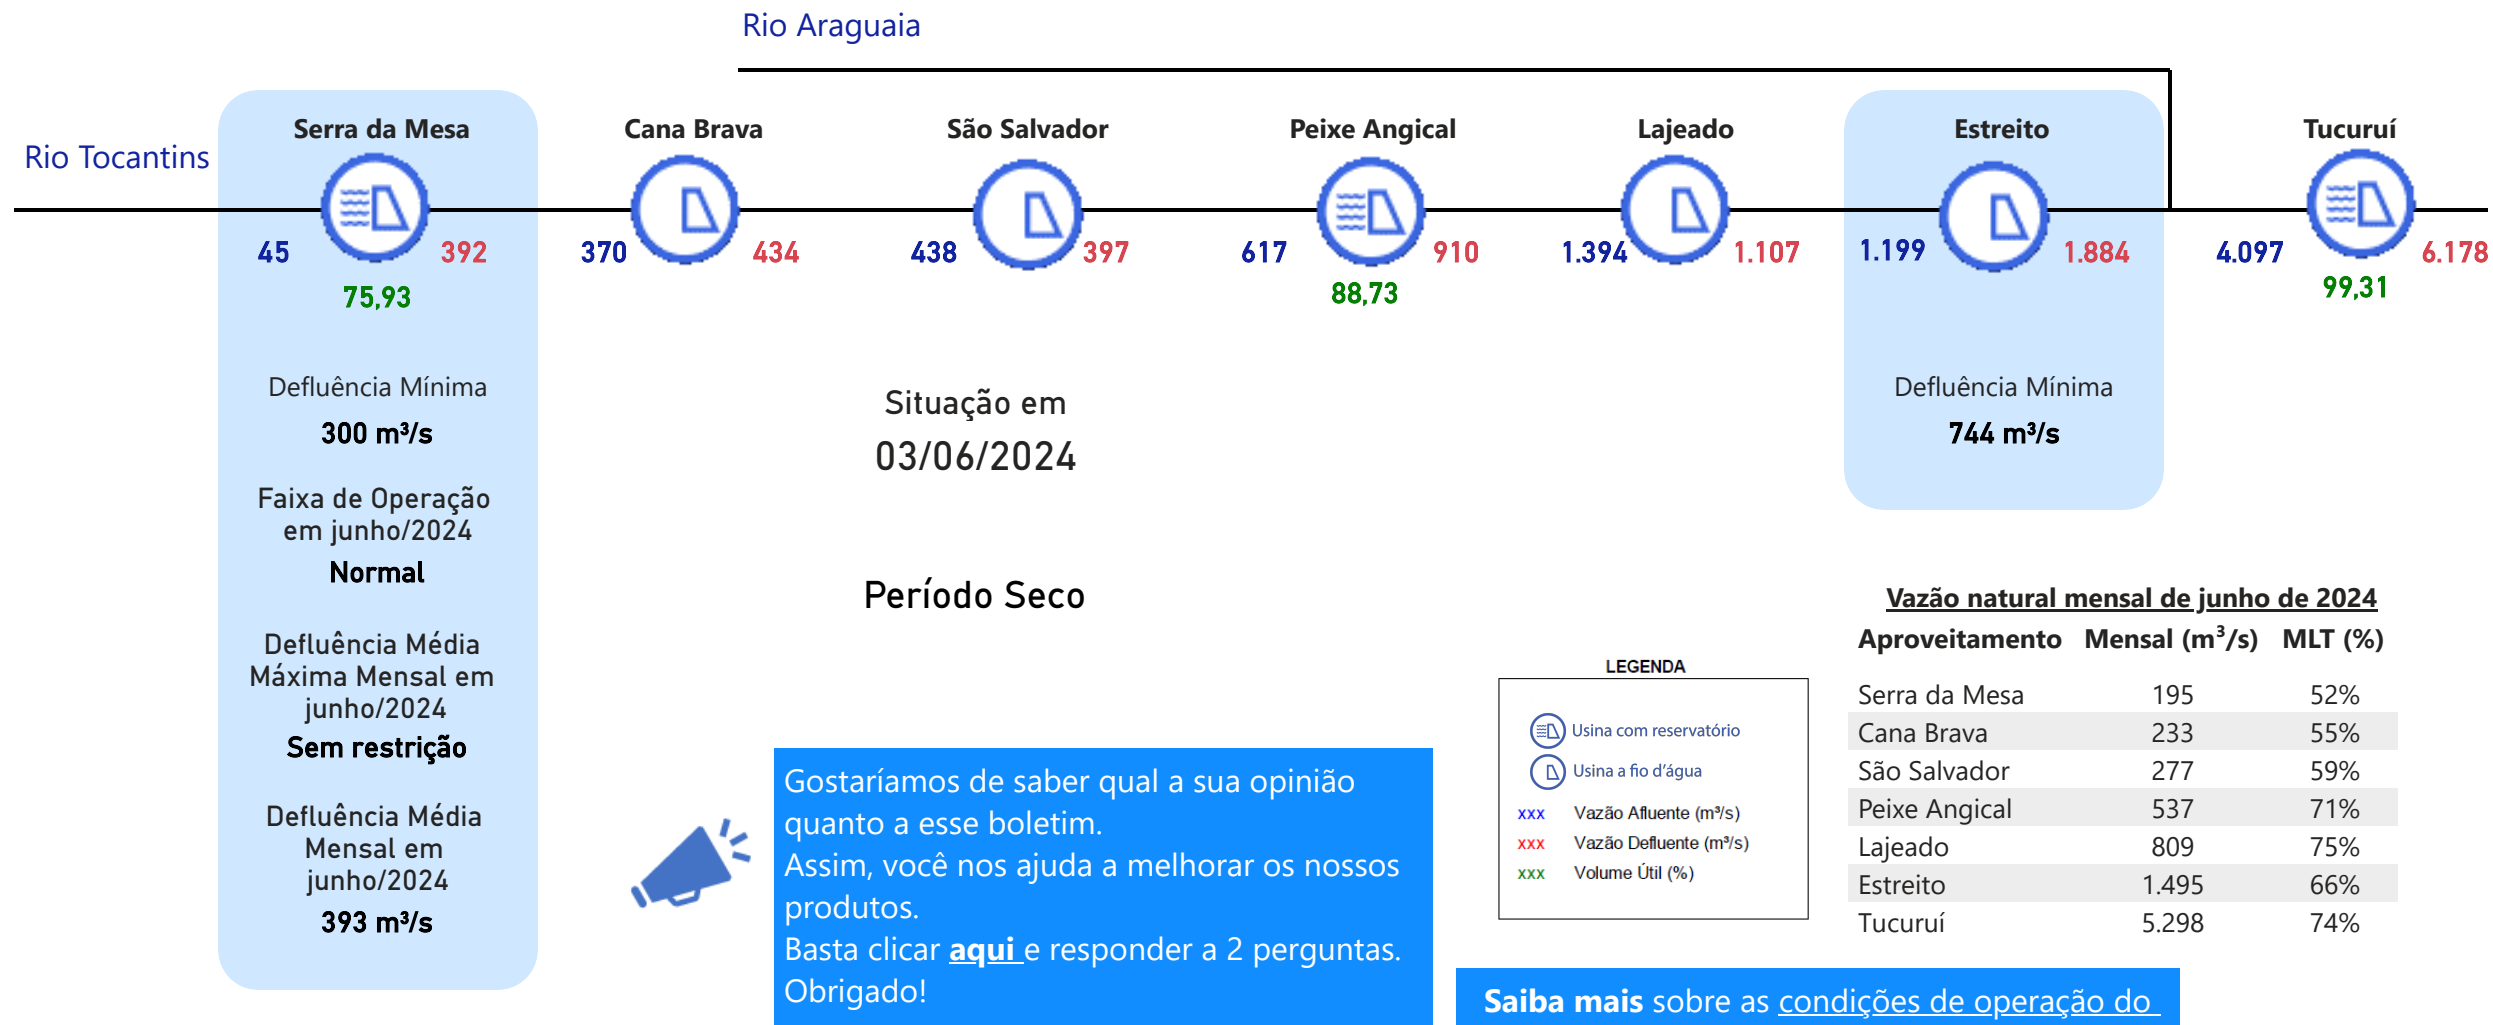 Rio Araguaia
Rio Tocantins
Serra da Mesa
45
392
75,93
Cana Brava
370
434
São Salvador
438
397
Peixe Angical
617
910
88,73
Lajeado
1.394
1.107
Estreito
1.199
1.884
Tucuruí
4.097
6.178
99,31
Defluência Mínima
300 m³/s
Faixa de Operação
em junho/2024
Normal
Defluência Média
Máxima Mensal em
junho/2024
Sem restrição
Defluência Média
Mensal em
junho/2024
393 m³/s
Situação em
03/06/2024
Período Seco
Defluência Mínima
744 m³/s
Gostaríamos de saber qual a sua opinião
quanto a esse boletim.
Assim, você nos ajuda a melhorar os nossos
produtos.
Basta clicar aqui e responder a 2 perguntas.
Obrigado!
LEGENDA
Usina com reservatório
Usina a fio d'água
xxx Vazão Afluente (m³/s)
xxx Vazão Defluente (m³/s)
xxx Volume Útil (%)
Vazão natural mensal de junho de 2024
Aproveitamento Mensal (m³/s) MLT (%)
Serra da Mesa 195 52%
Cana Brava 233 55%
São Salvador 277 59%
Peixe Angical 537 71%
Lajeado 809 75%
Estreito 1.495 66%
Tucuruí 5.298 74%
Saiba mais sobre as condições de operação do